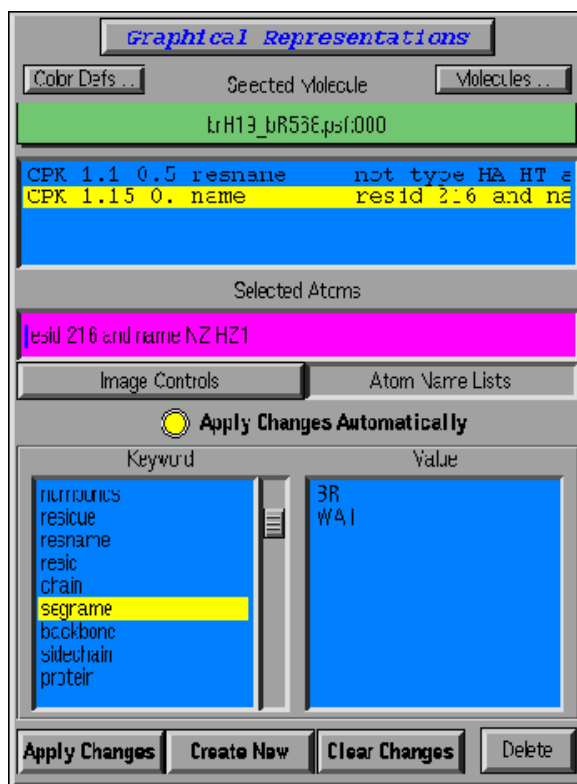 Graphical Representations
Color Defs ... Selected Molecule Molecules ...
brH13_bR568.psf:000
CPK 1.1 0.5 resname not type HA HT a
CPK 1.15 0. name resid 216 and na
Selected Atoms
resid 216 and name NZ HZ1
Image Controls Atom Name Lists
Apply Changes Automatically
Keyword Value
numbonds BR
residue WAT
resname
resid
chain
segname
backbone
sidechain
protein
Apply Changes Create New Clear Changes Delete